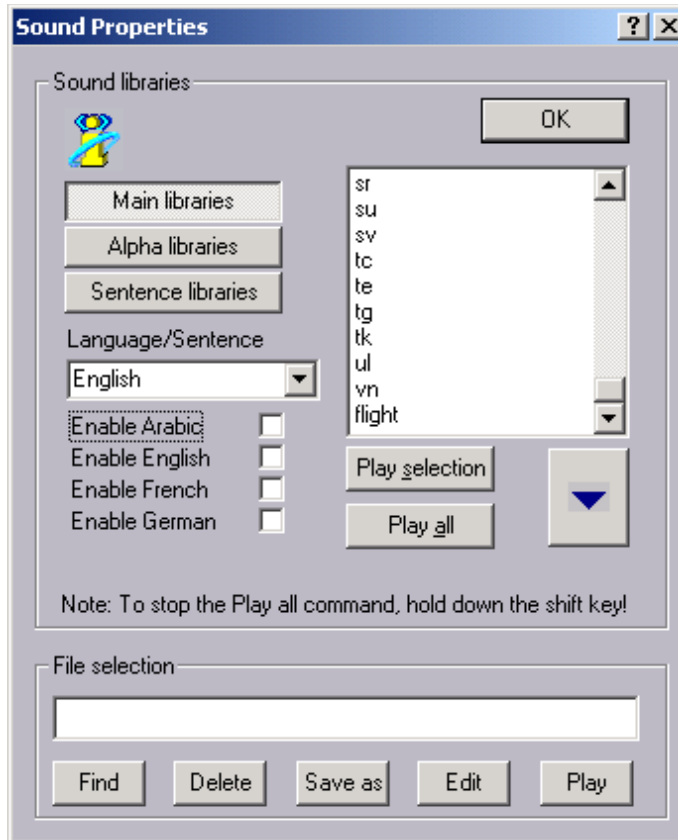 Sound Properties
Sound libraries
OK
Main libraries
Alpha libraries
Sentence libraries
Language/Sentence
English
Enable Arabic
Enable English
Enable French
Enable German
sr
su
sv
tc
te
tg
tk
ul
vn
flight
Play selection
Play all
Note: To stop the Play all command, hold down the shift key!
File selection
Find
Delete
Save as
Edit
Play